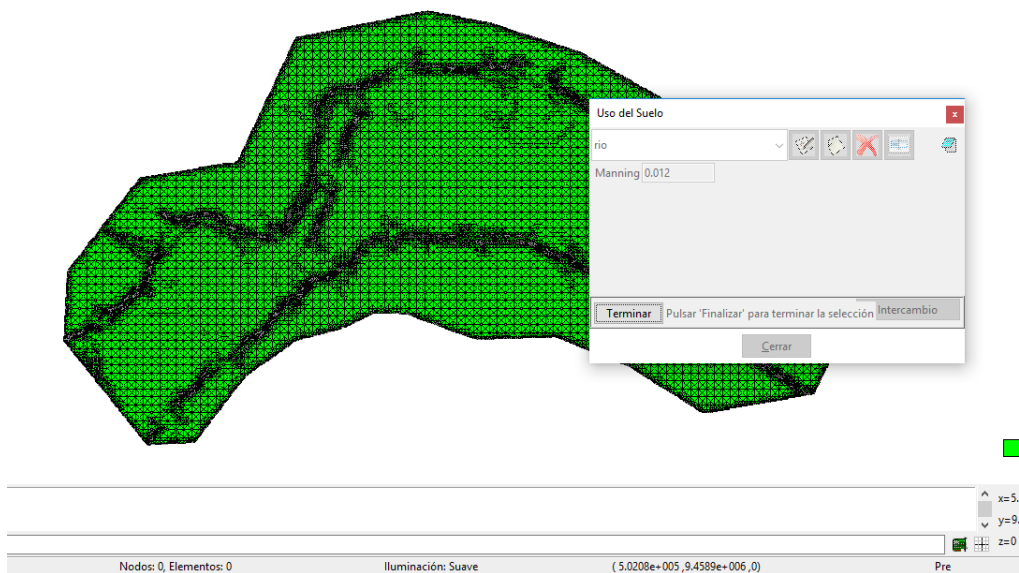 Uso del Suelo
x
rio
Manning 0.012
Terminar Pulsar 'Finalizar' para terminar la selección Intercambio
Cerrar
x=5.
y=9.
z=0
Nodos: 0, Elementos: 0 Iluminación: Suave ( 5.0208e+005 ,9.4589e+006 ,0) Pre